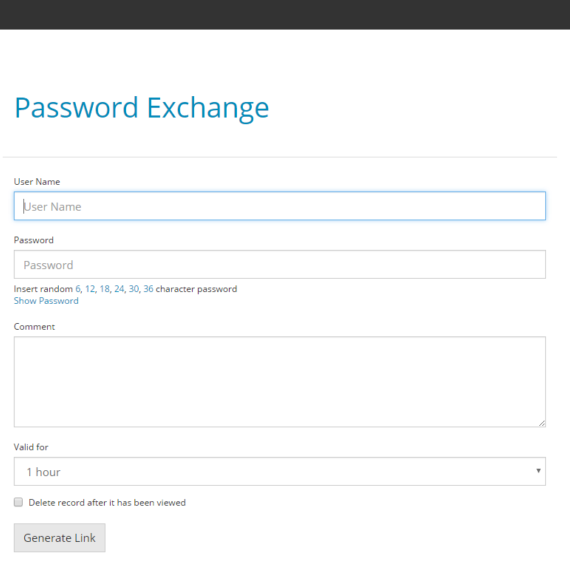 Password Exchange
User Name
User Name
Password
Password
Insert random 6, 12, 18, 24, 30, 36 character password
Show Password
Comment
Valid for
1 hour
Delete record after it has been viewed
Generate Link